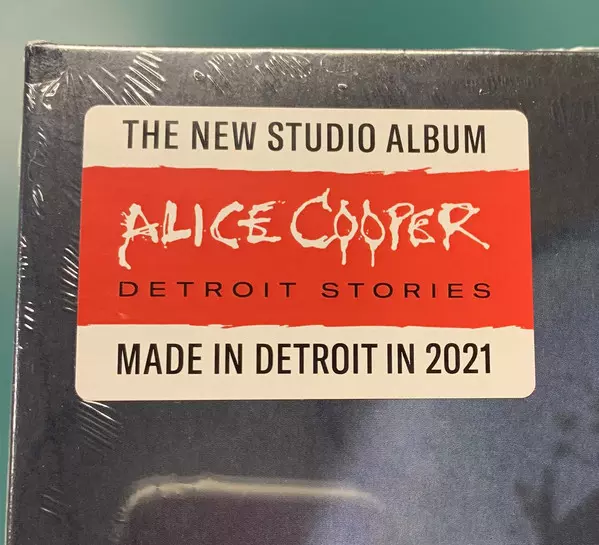 THE NEW STUDIO ALBUM
ALICE COOPER
DETROIT STORIES
MADE IN DETROIT IN 2021